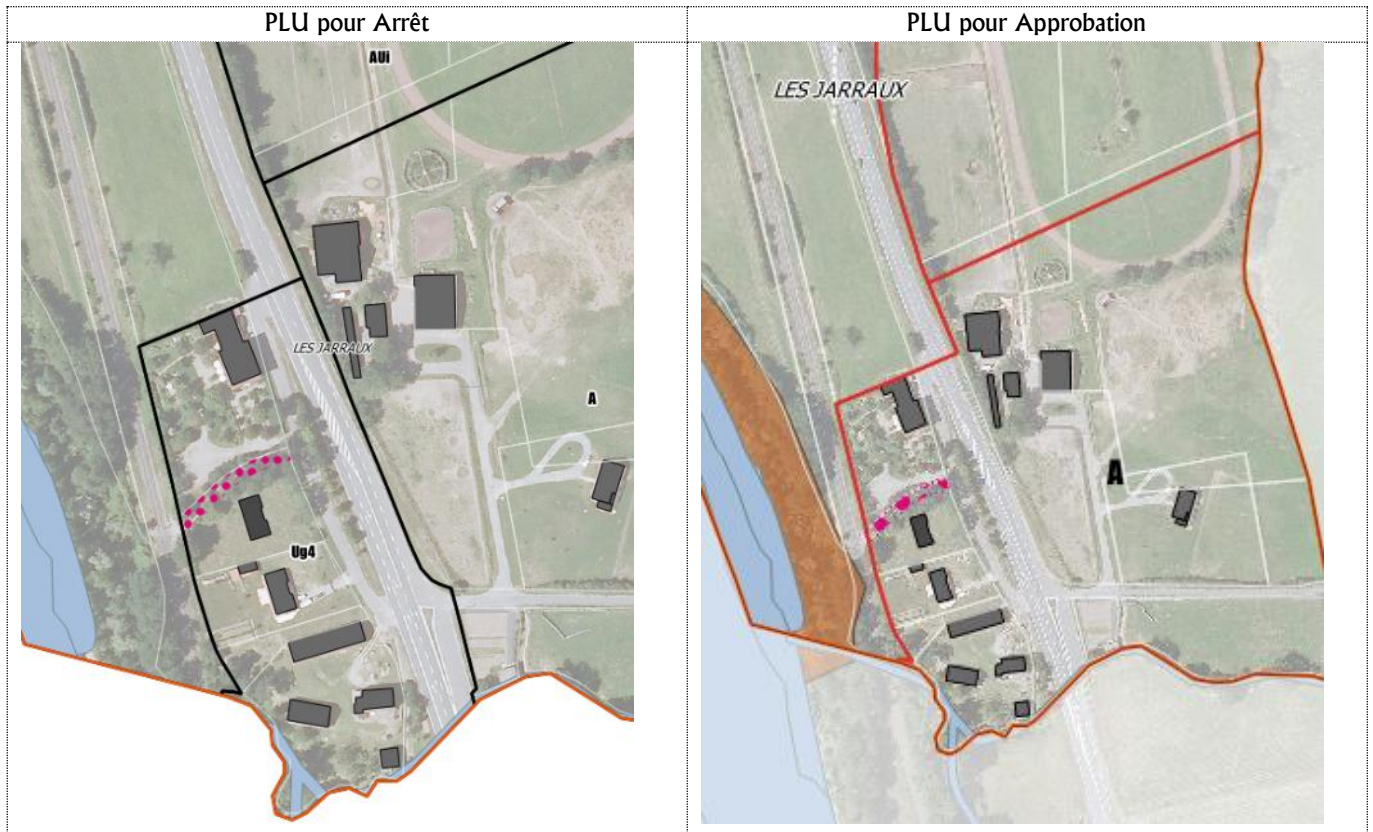 PLU pour Arrêt
PLU pour Approbation
AUi
LES JARRAUX
LES JARRAUX
A
Ug4
A